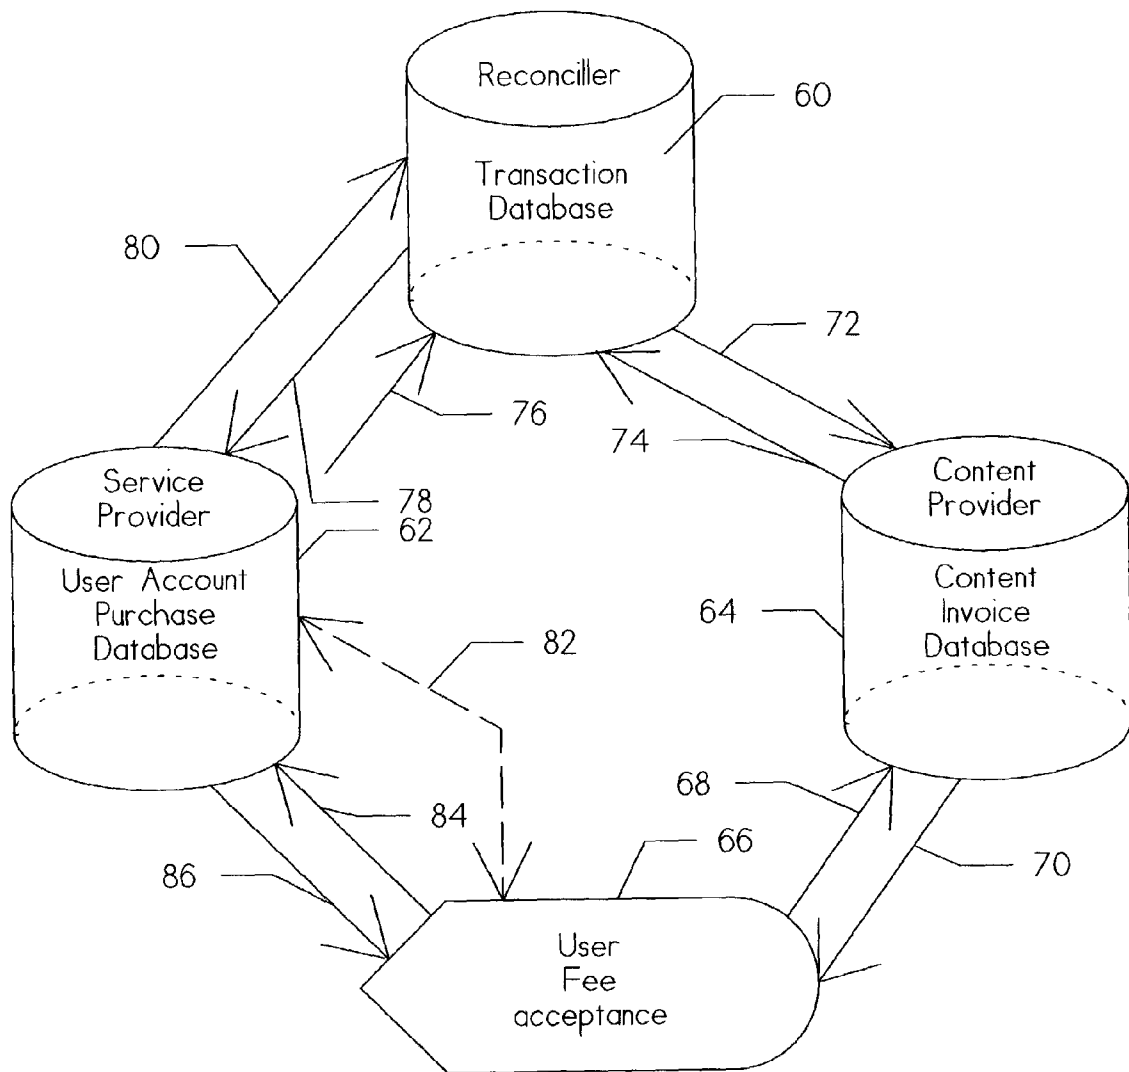 Reconciller
60
Transaction
Database
80
72
76
74
78
62
Service
Provider
User Account
Purchase
Database
Content
Provider
64
Content
Invoice
Database
82
68
84
66
70
86
User
Fee
acceptance